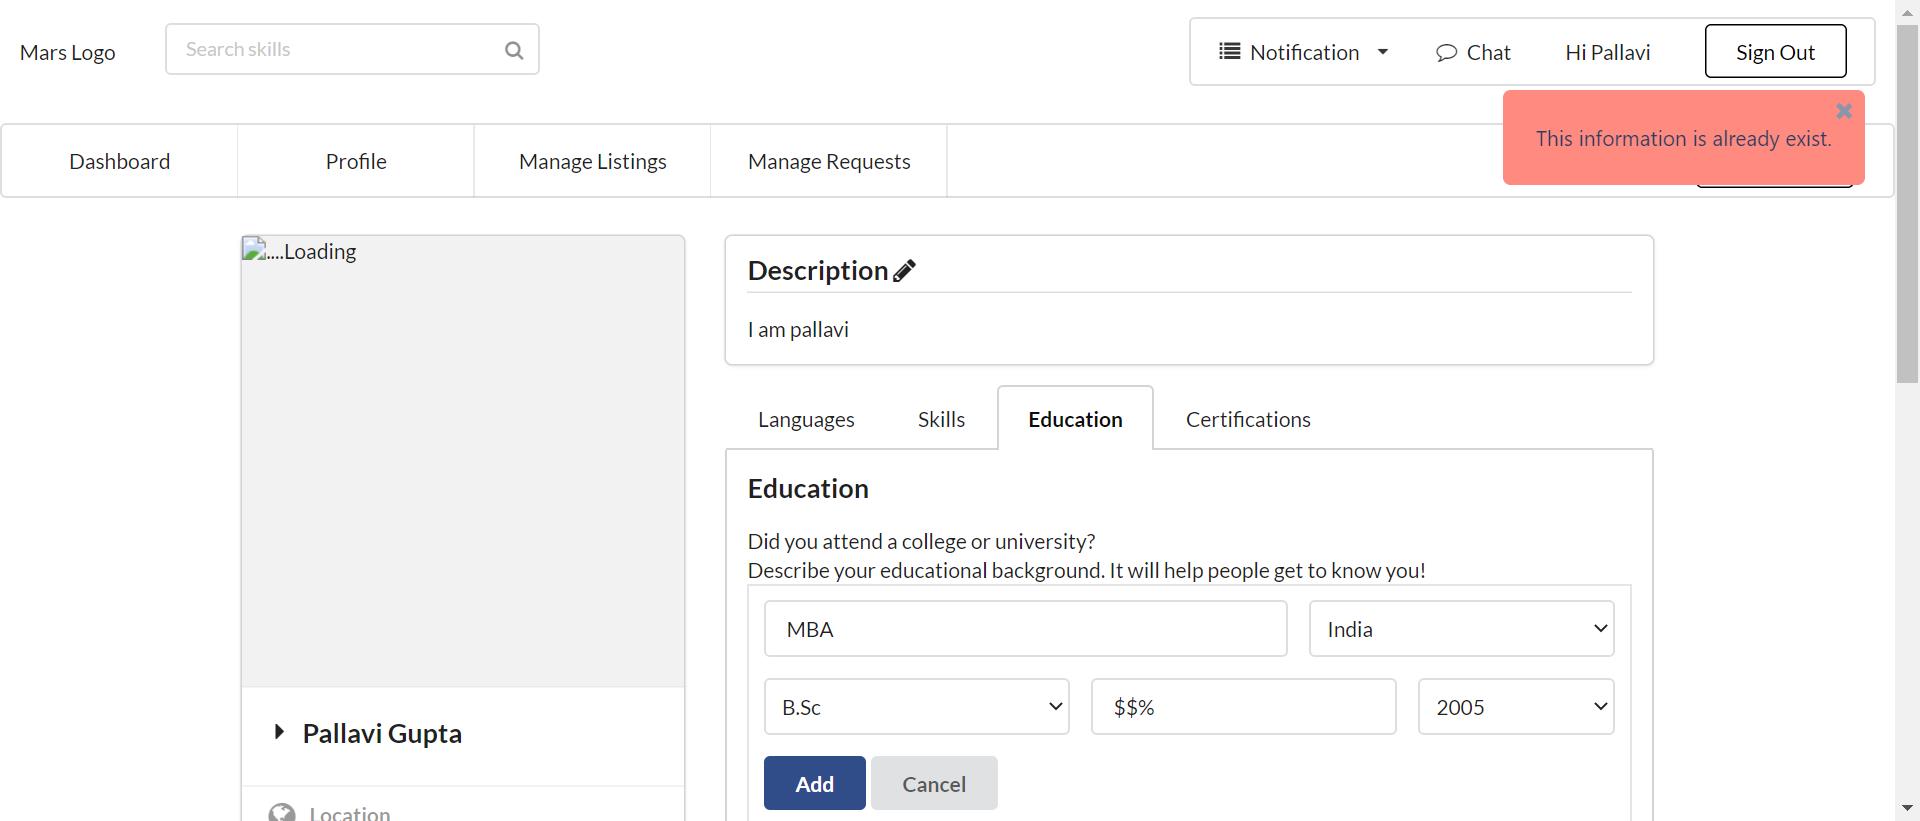 Mars Logo
Search skills
Notification
Chat
Hi Pallavi
Sign Out
This information is already exist.
Dashboard
Profile
Manage Listings
Manage Requests
....Loading
Description
I am pallavi
Languages
Skills
Education
Certifications
Education
Did you attend a college or university?
Describe your educational background. It will help people get to know you!
MBA
India
B.Sc
$$%
2005
Add
Cancel
Pallavi Gupta
Location